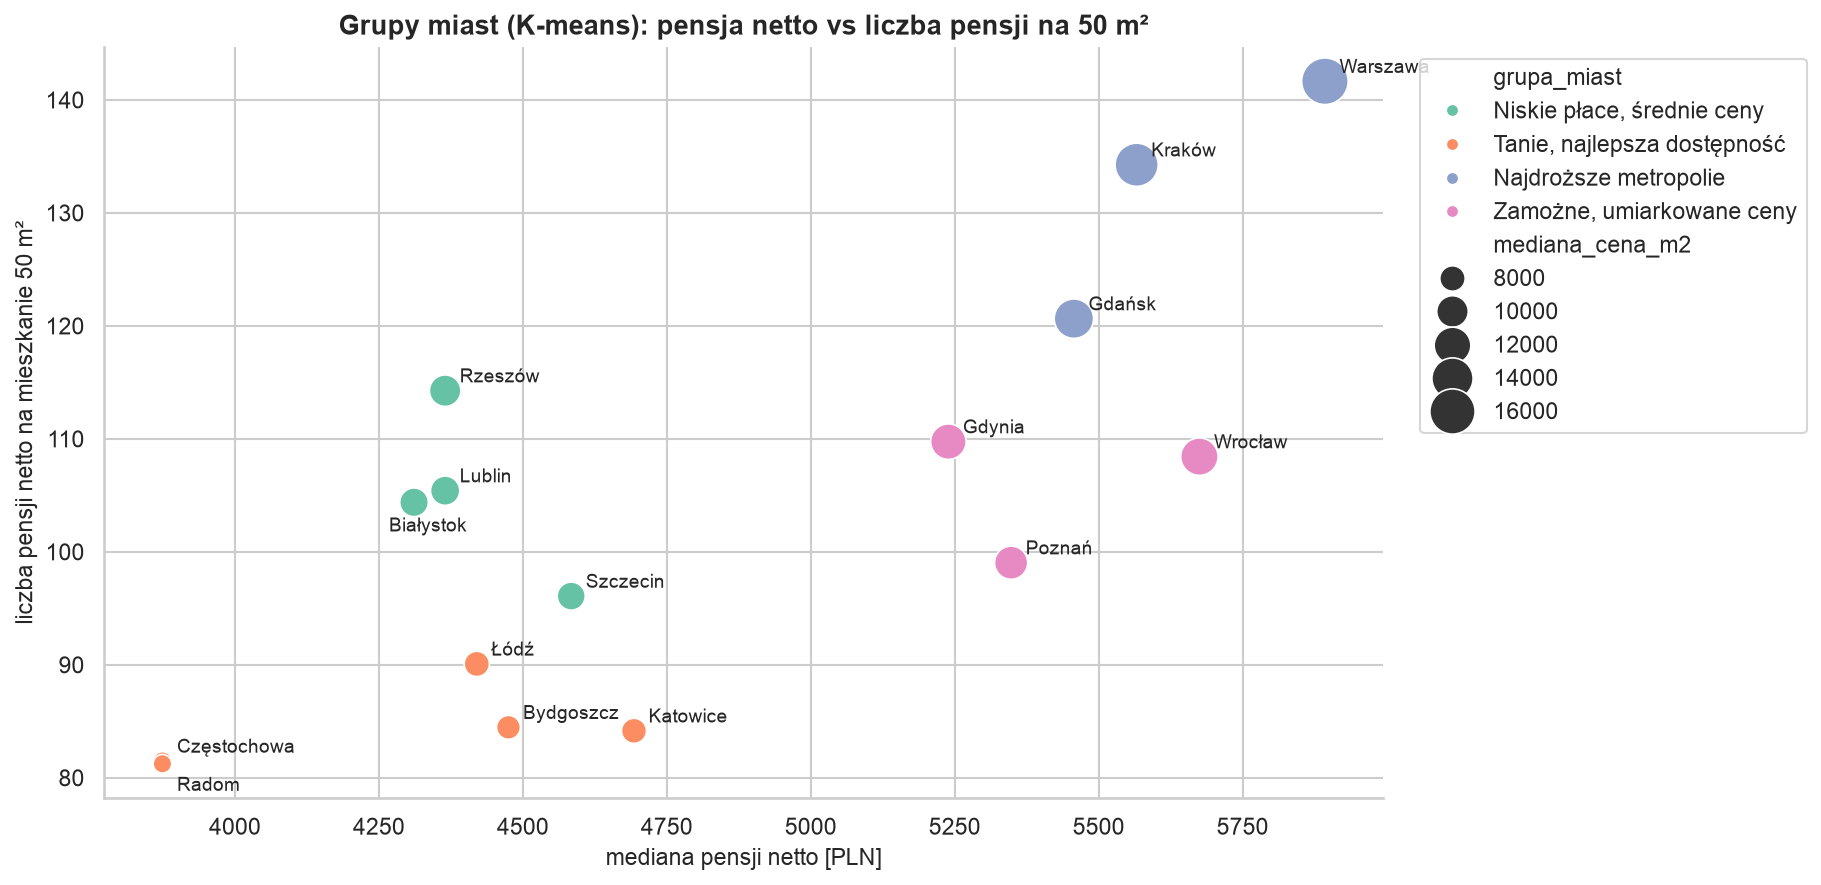 Grupy miast (K-means): pensja netto vs liczba pensji na 50 m²
liczba pensji netto na mieszkanie 50 m²
140
130
120
110
100
90
80
Warszawa
Kraków
Gdańsk
Rzeszów
Gdynia
Wrocław
Lublin
Białystok
Poznań
Szczecin
Łódź
Bydgoszcz
Katowice
Częstochowa
Radom
4000
4250
4500
4750
5000
5250
5500
5750
mediana pensji netto [PLN]
grupa_miast
Niskie płace, średnie ceny
Tanie, najlepsza dostępność
Najdroższe metropolie
Zamożne, umiarkowane ceny
mediana_cena_m2
8000
10000
12000
14000
16000